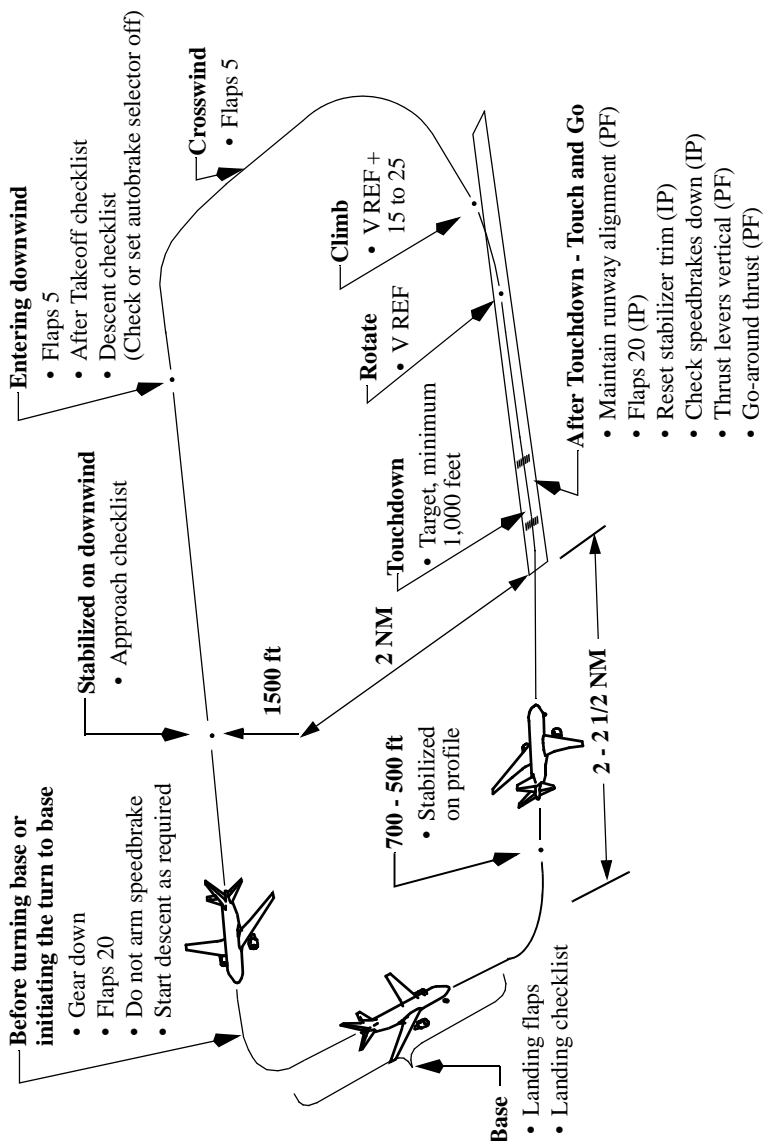 Before turning base or
initiating the turn to base
• Gear down
• Flaps 20
• Do not arm speedbrake
• Start descent as required
Stabilized on downwind
• Approach checklist
Entering downwind
• Flaps 5
• After Takeoff checklist
• Descent checklist
(Check or set autobrake selector off)
Crosswind
• Flaps 5
1500 ft
2 NM
Climb
• VREF +
15 to 25
Rotate
• V REF
Touchdown
• Target, minimum
1,000 feet
700 - 500 ft
• Stabilized
on profile
Base
• Landing flaps
• Landing checklist
2 - 2 1/2 NM
After Touchdown - Touch and Go
• Maintain runway alignment (PF)
• Flaps 20 (IP)
• Reset stabilizer trim (IP)
• Check speedbrakes down (IP)
• Thrust levers vertical (PF)
• Go-around thrust (PF)